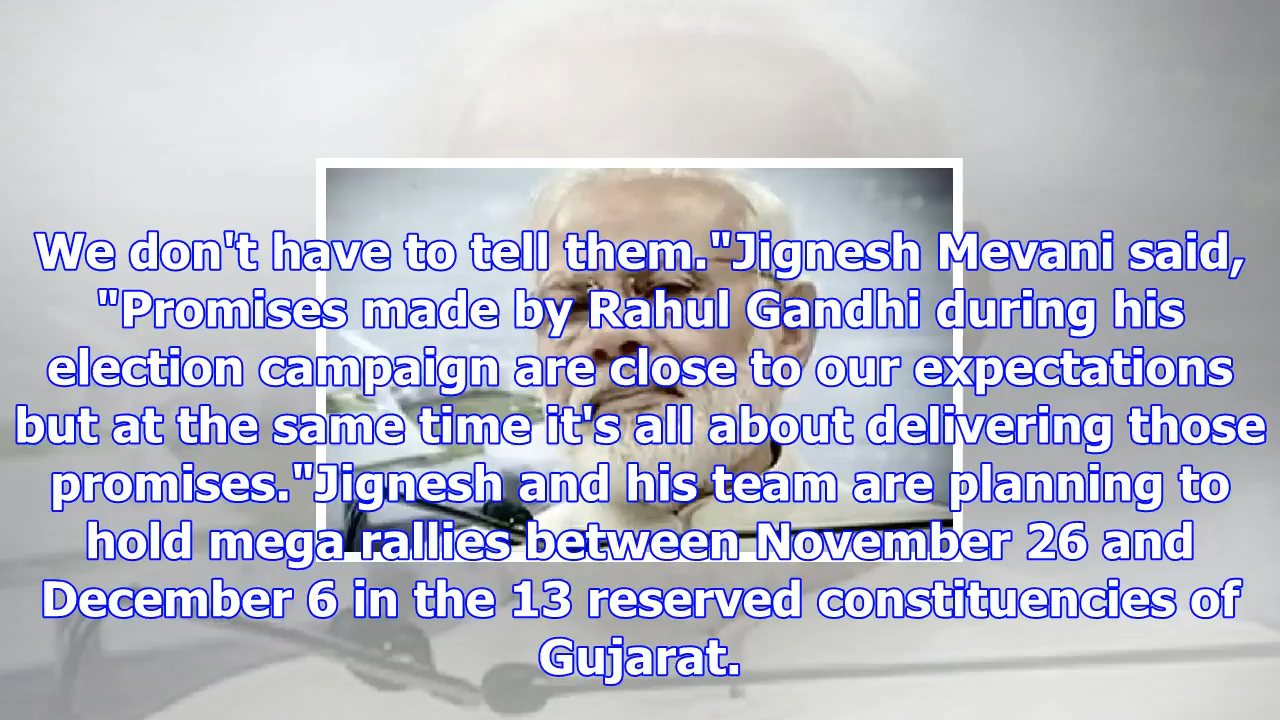 We don't have to tell them."Jignesh Mevani said,
"Promises made by Rahul Gandhi during his
election campaign are close to our expectations
but at the same time it's all about delivering those
promises."Jignesh and his team are planning to
hold mega rallies between November 26 and
December 6 in the 13 reserved constituencies of
Gujarat.